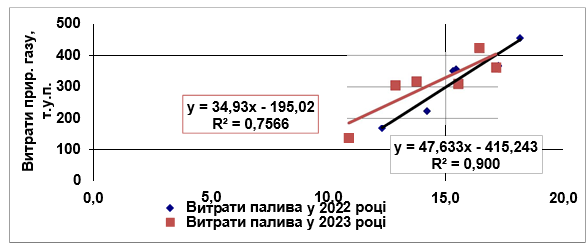 Витрати прир. газу,
т.у.п.
500
400
300
200
100
0
y = 34,93x - 195,02
R² = 0,7566
y = 47,633x - 415,243
R² = 0,900
0,0 5,0 10,0 15,0 20,0
Витрати палива у 2022 році
Витрати палива у 2023 році